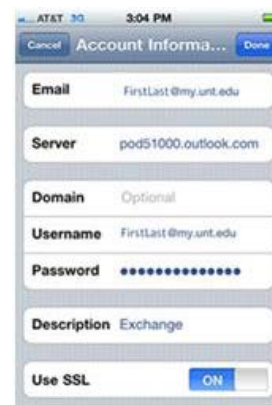 AT&T 3G 3:04 PM
Cancel Account Informa... Done
Email FirstLast@my.unt.edu
Server pod51000.outlook.com
Domain Optional
Username FirstLast@my.unt.edu
Password ••••••••••••••
Description Exchange
Use SSL ON